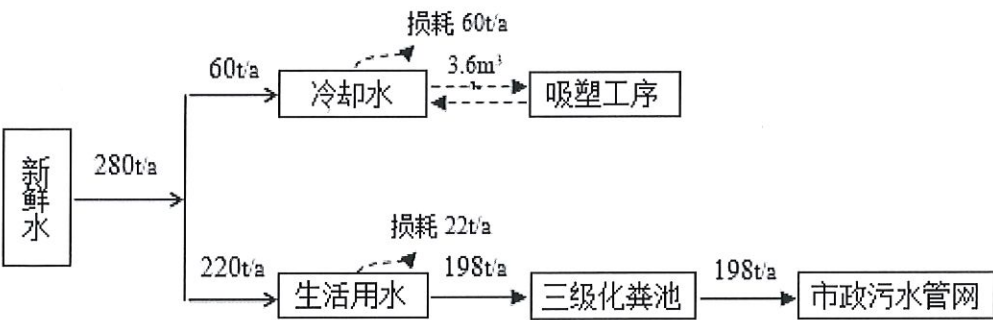 损耗 60t/a
60t/a
3.6m³
冷却水
吸塑工序
新鲜水
280t/a
损耗 22t/a
220t/a
198t/a
198t/a
生活用水
三级化粪池
市政污水管网